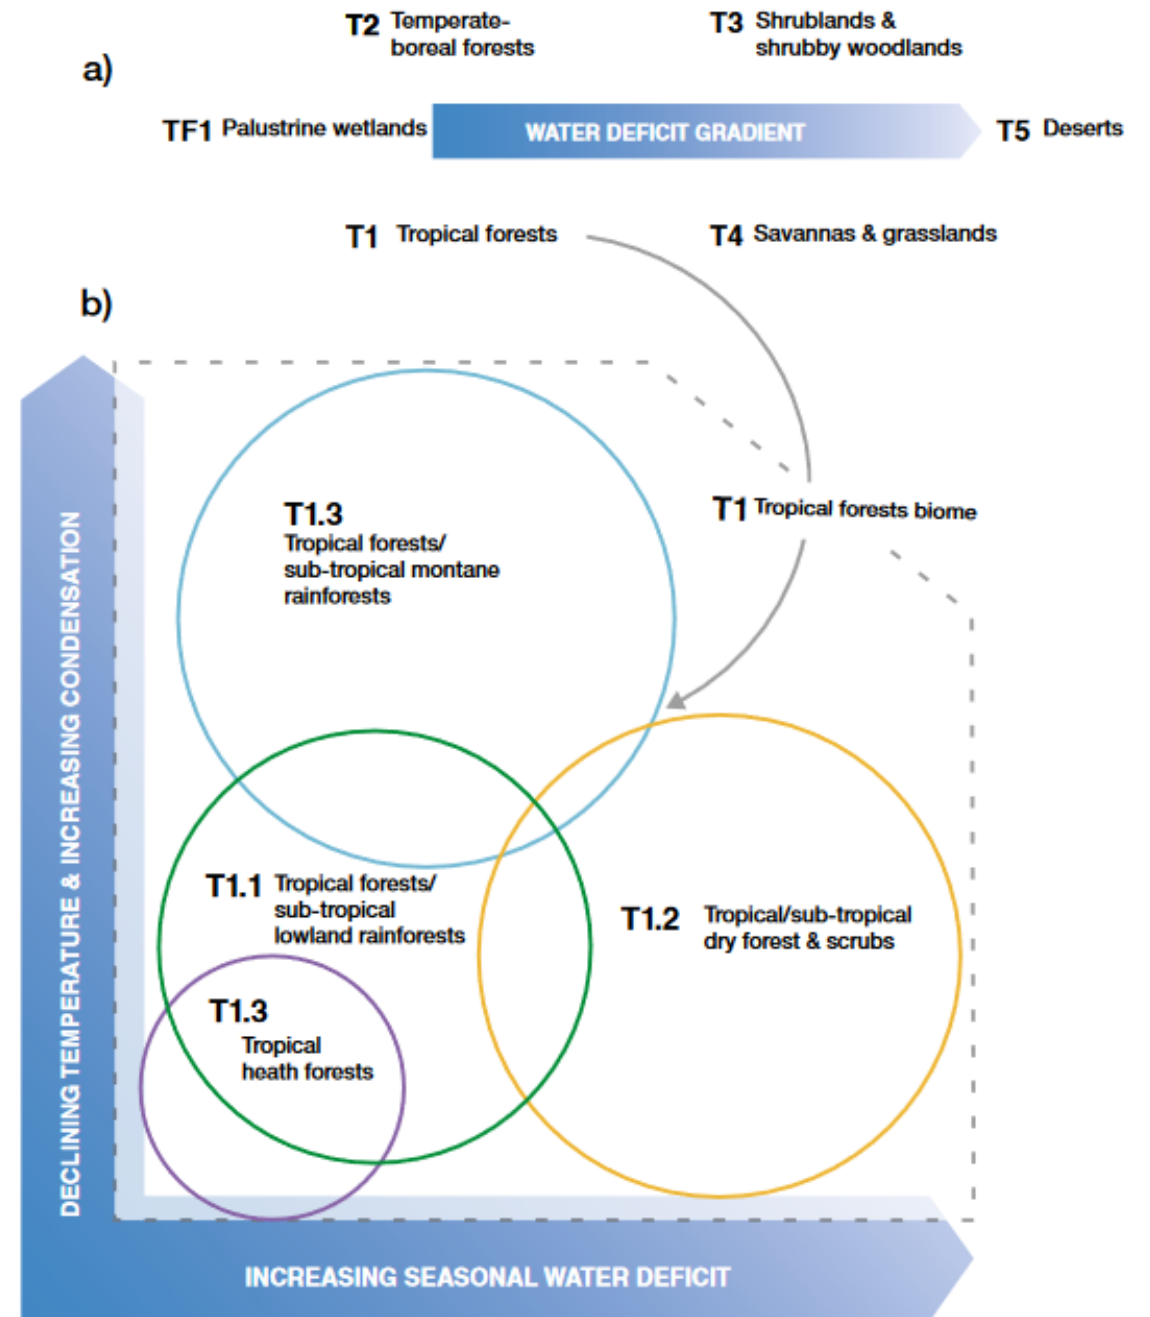 T2 Temperate-
boreal forests
T3 Shrublands &
shrubby woodlands
a)
TF1 Palustrine wetlands
WATER DEFICIT GRADIENT
T5 Deserts
T1 Tropical forests
T4 Savannas & grasslands
b)
T1.3
Tropical forests/
sub-tropical montane
rainforests
T1 Tropical forests biome
T1.1 Tropical forests/
sub-tropical
lowland rainforests
T1.2 Tropical/sub-tropical
dry forest & scrubs
T1.3
Tropical
heath forests
DECLINING TEMPERATURE & INCREASING CONDENSATION
INCREASING SEASONAL WATER DEFICIT